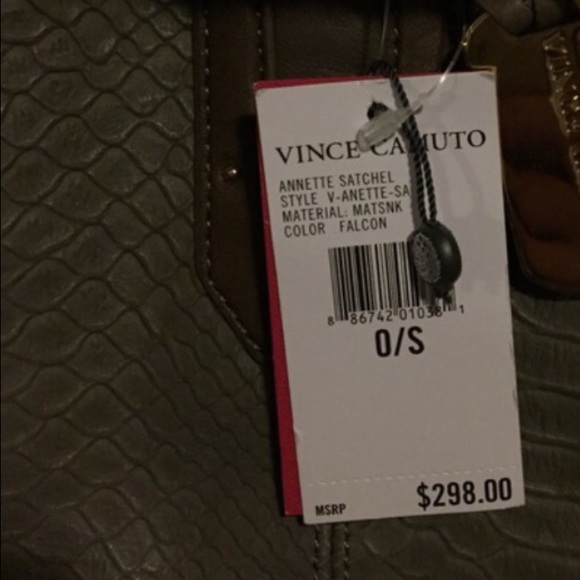 VINCE CAMUTO
ANNETTE SATCHEL
STYLE V-ANETTE-SA
MATERIAL: MATSNK
COLOR FALCON
8 86742 01038 1
O/S
MSRP $298.00